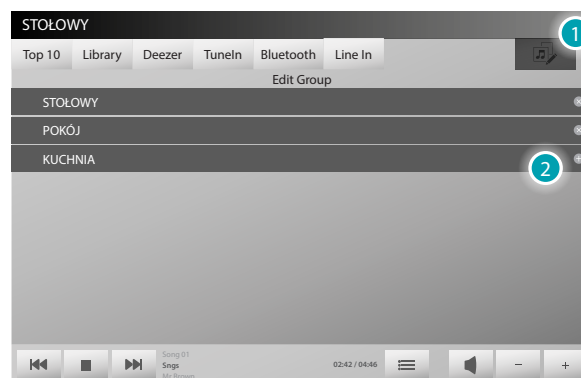 STOŁOWY
1
Top 10 Library Deezer TuneIn Bluetooth Line In
Edit Group
STOŁOWY
POKÓJ
KUCHNIA
2
Song 01
Sngs
Mr Brown
02:42 / 04:46